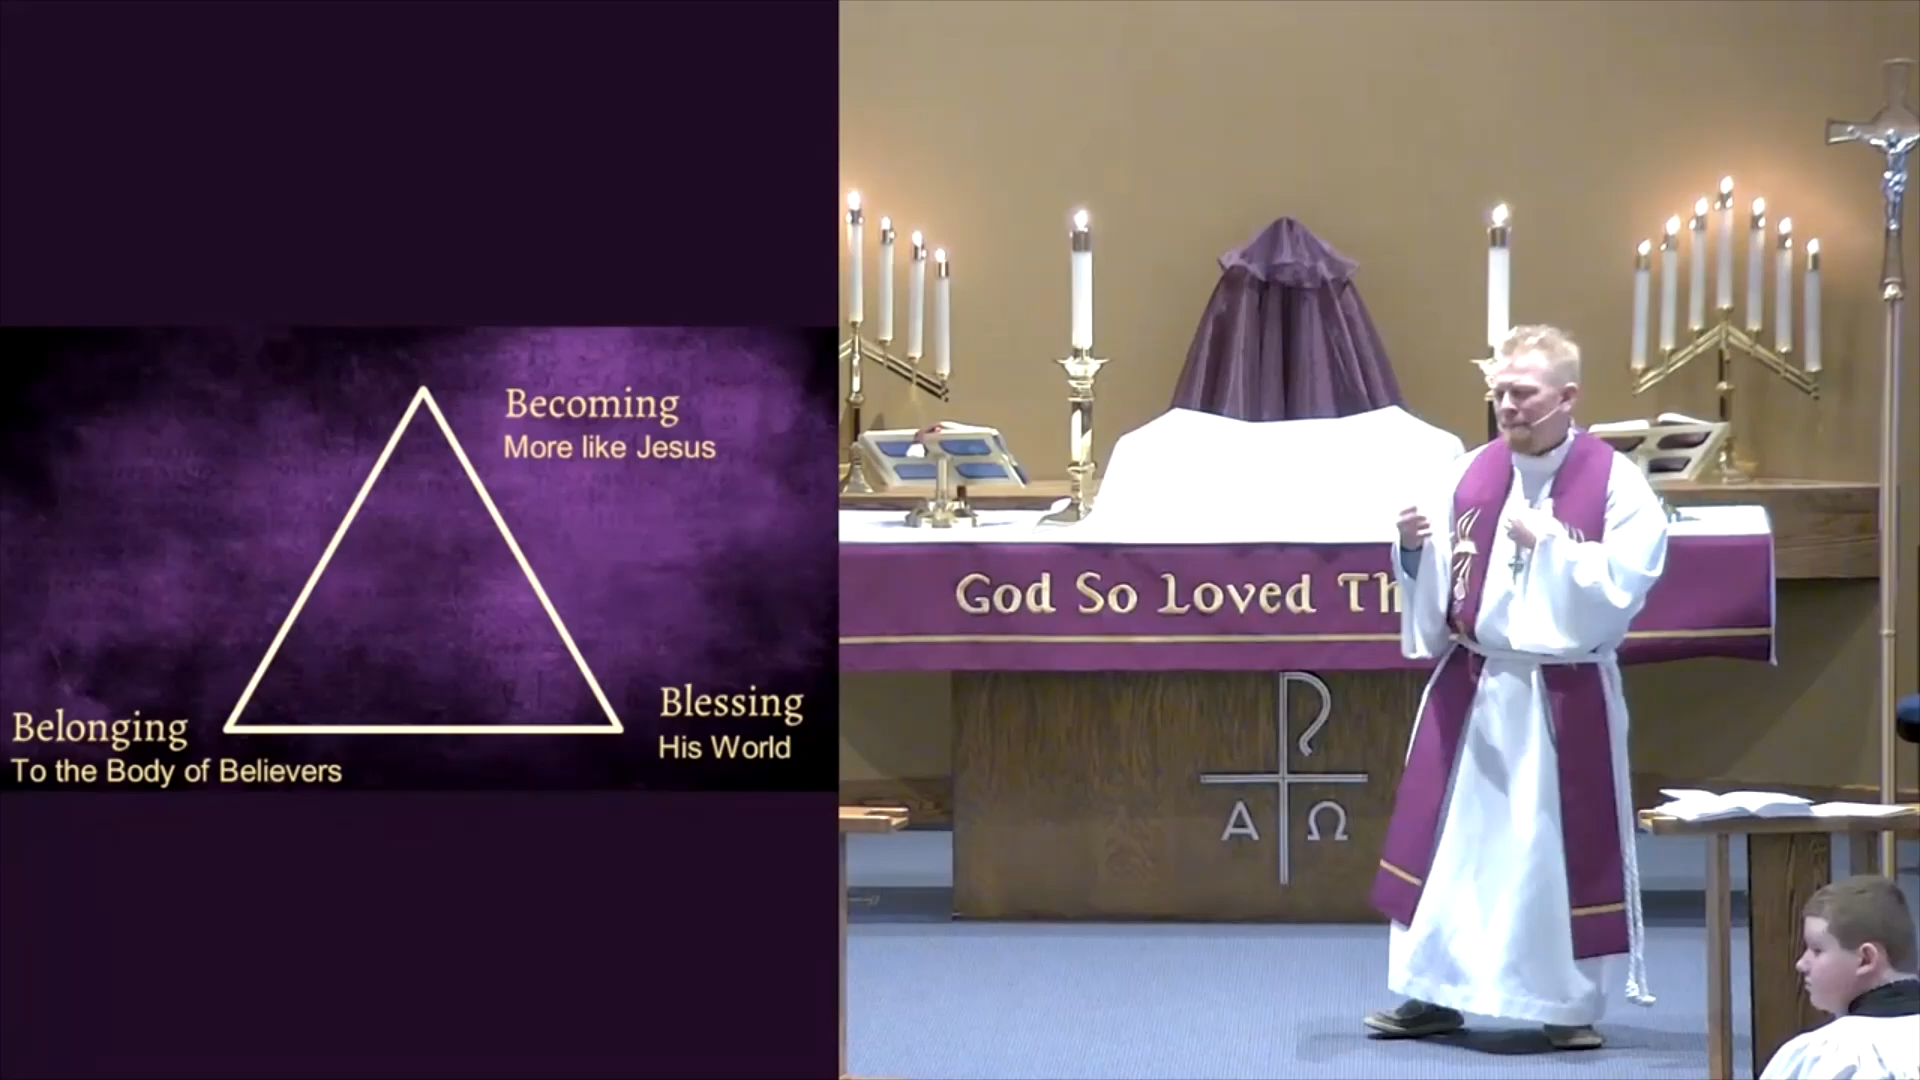 Becoming
More like Jesus
Belonging
To the Body of Believers
Blessing
His World
God So Loved Th
Α Ω